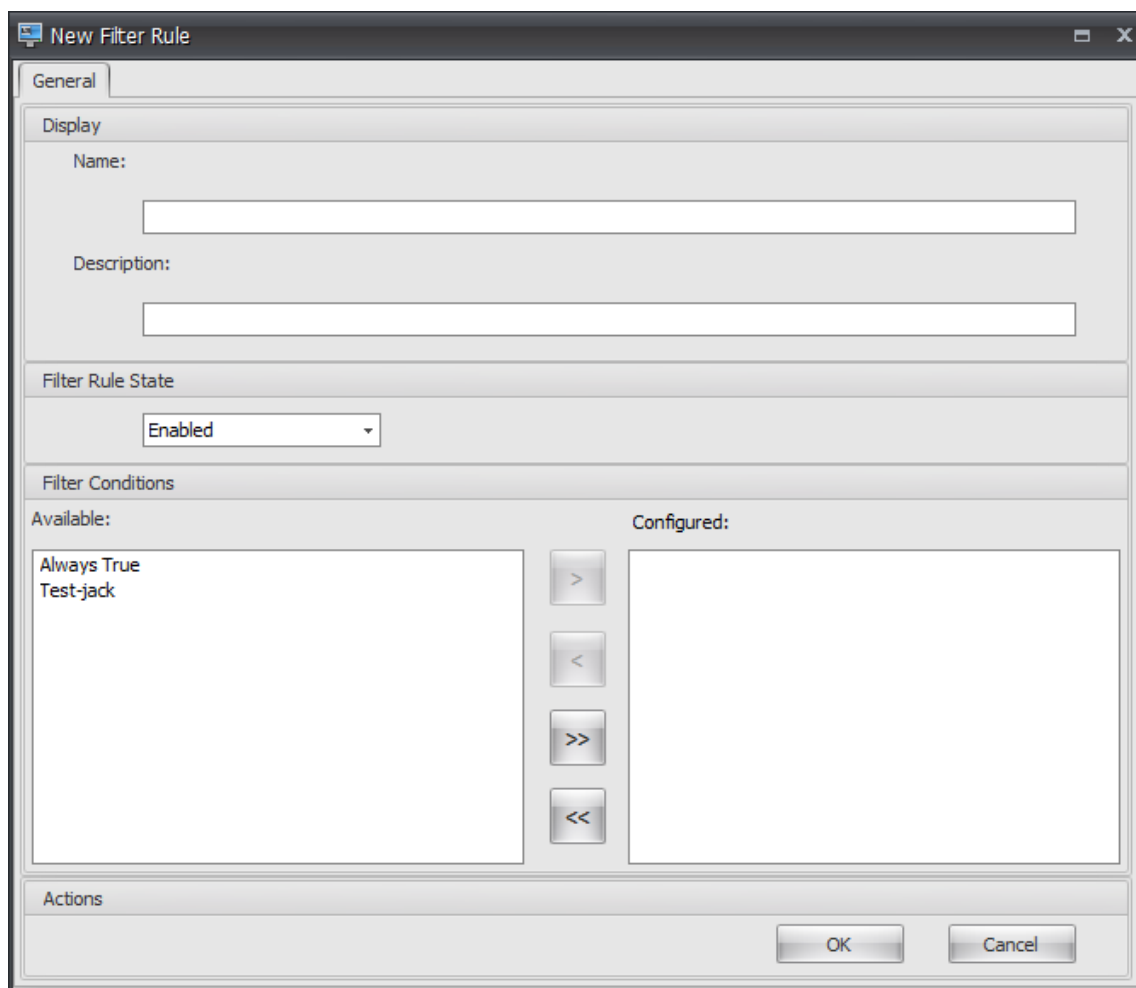 New Filter Rule
General
Display
Name:
Description:
Filter Rule State
Enabled
Filter Conditions
Available:
Configured:
Always True
Test-jack
>
<
>>
<<
Actions
OK
Cancel